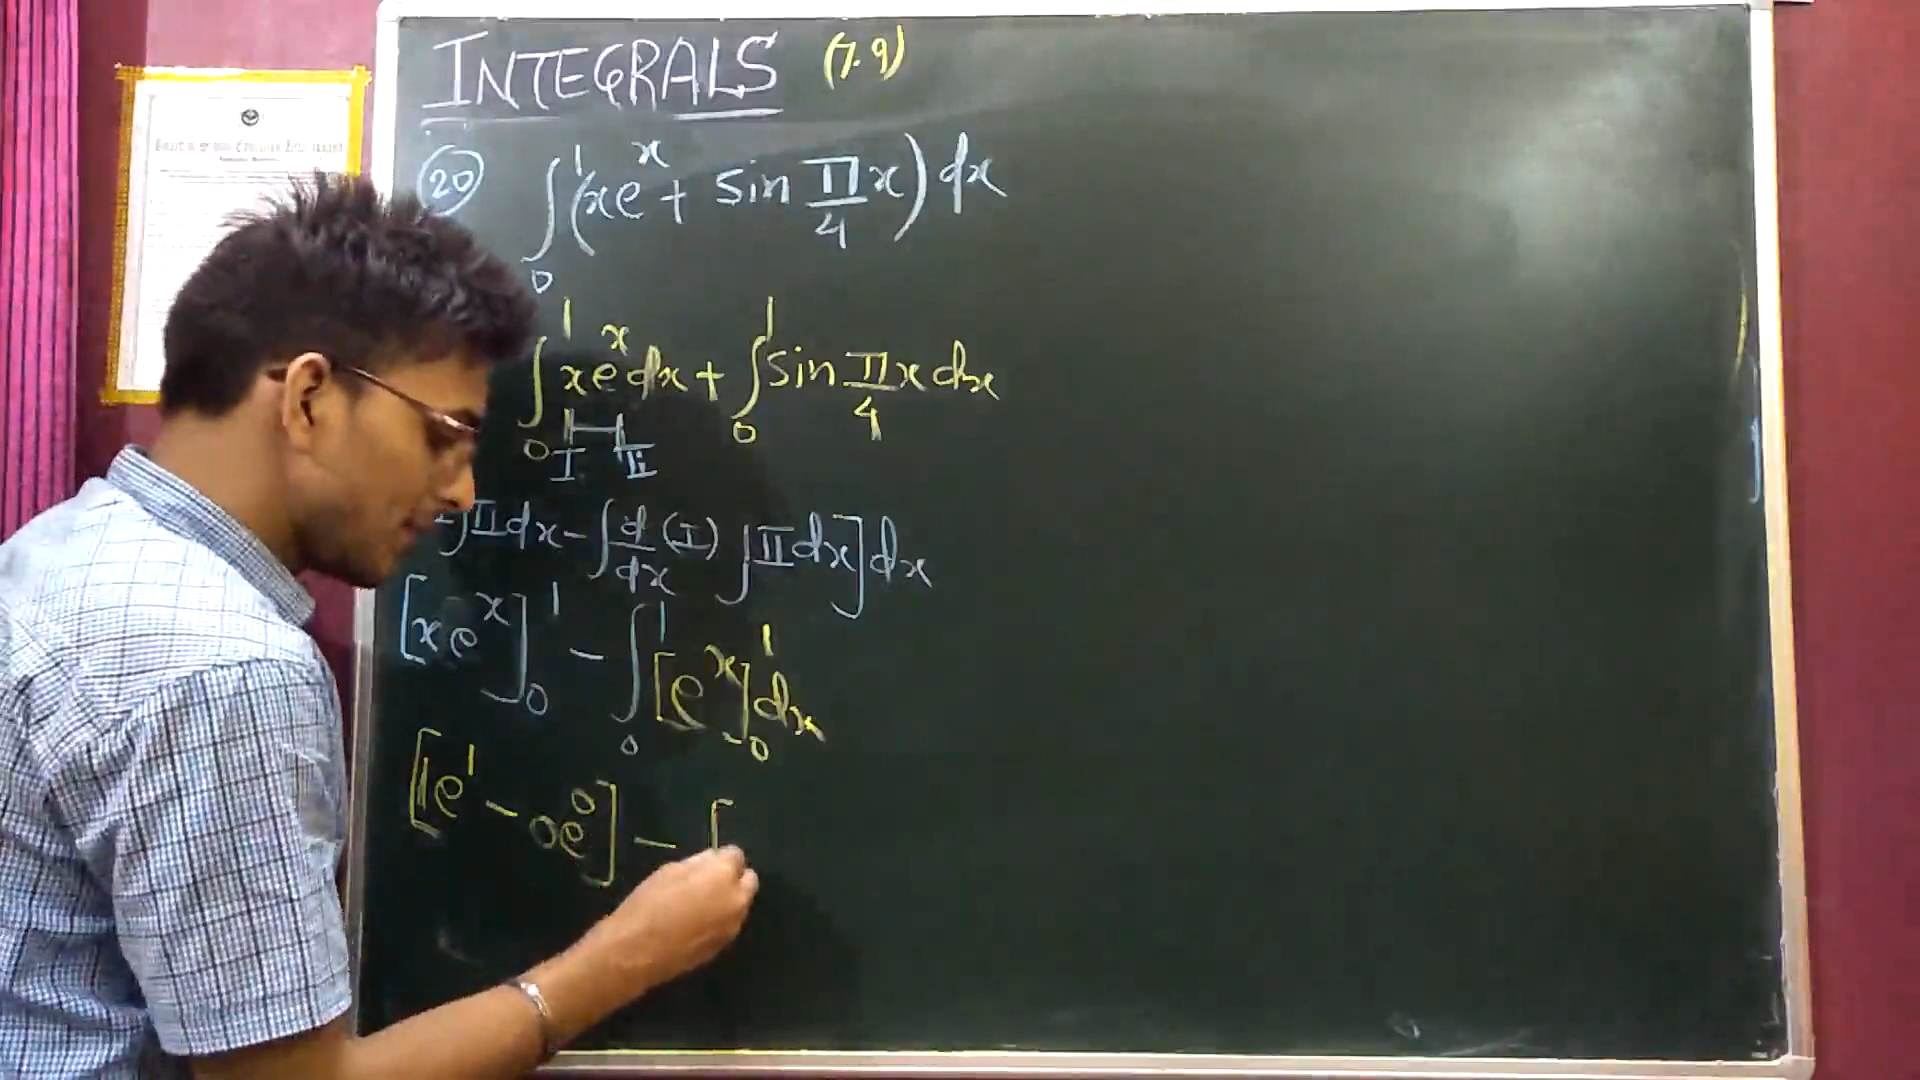 INTEGRALS (7.9)
20 ∫₀¹ (xeˣ + sin π/4 x) dx
∫₀¹ xeˣ dx + ∫₀¹ sin π/4 x dx
I II
I∫II dx - ∫d/dx (I) ∫II dx] dx
[xeˣ]₀¹ - ∫₀¹ [eˣ]₀¹ dx
[1e¹ - 0e⁰] - [